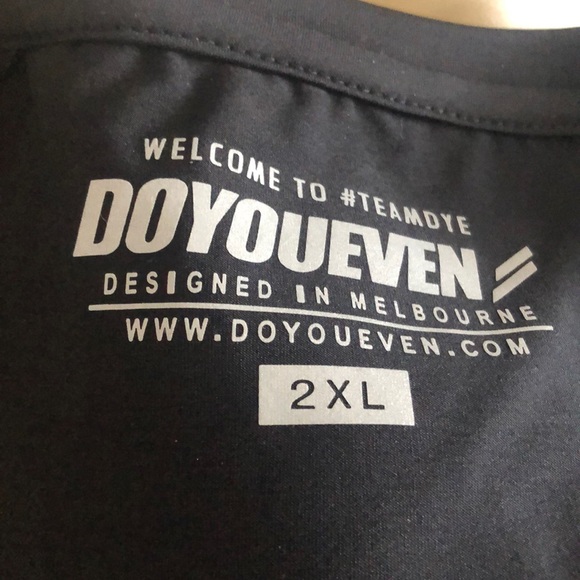 WELCOME TO #TEAMDYE
DOYOUEVEN
DESIGNED IN MELBOURNE
WWW.DOYOUEVEN.COM
2XL